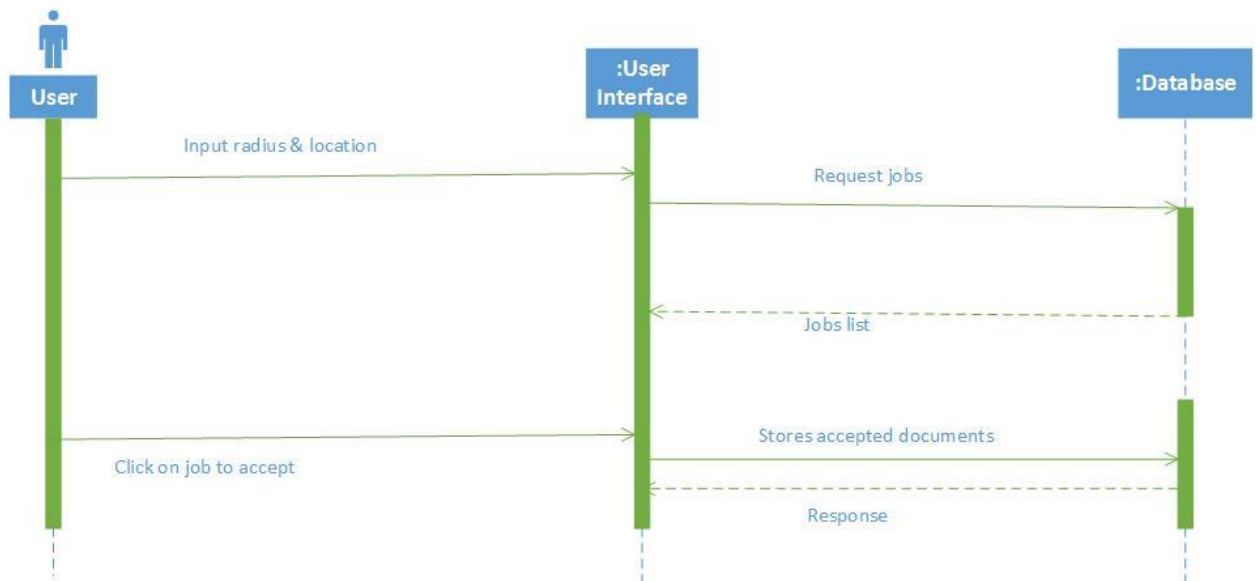 User
:User
Interface
:Database
Input radius & location
Request jobs
Jobs list
Click on job to accept
Stores accepted documents
Response